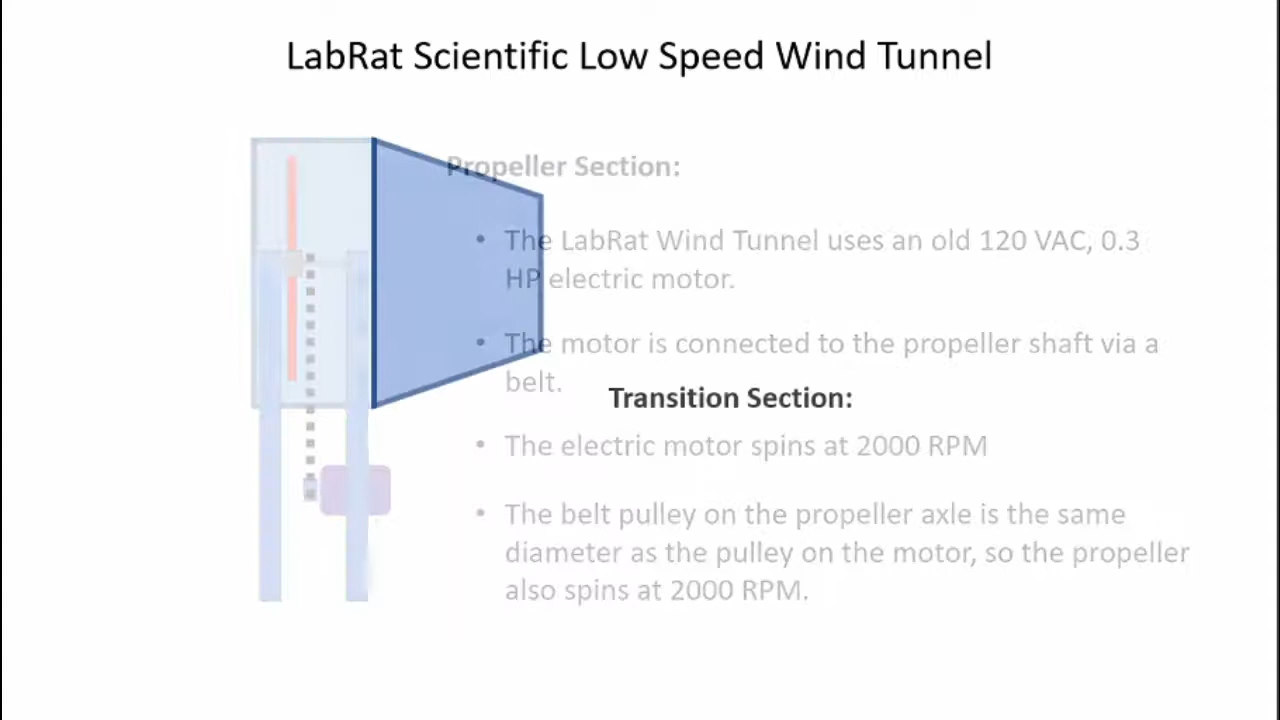 LabRat Scientific Low Speed Wind Tunnel
Propeller Section:
• The LabRat Wind Tunnel uses an old 120 VAC, 0.3
HP electric motor.
• The motor is connected to the propeller shaft via a
belt.
Transition Section:
• The electric motor spins at 2000 RPM
• The belt pulley on the propeller axle is the same
diameter as the pulley on the motor, so the propeller
also spins at 2000 RPM.